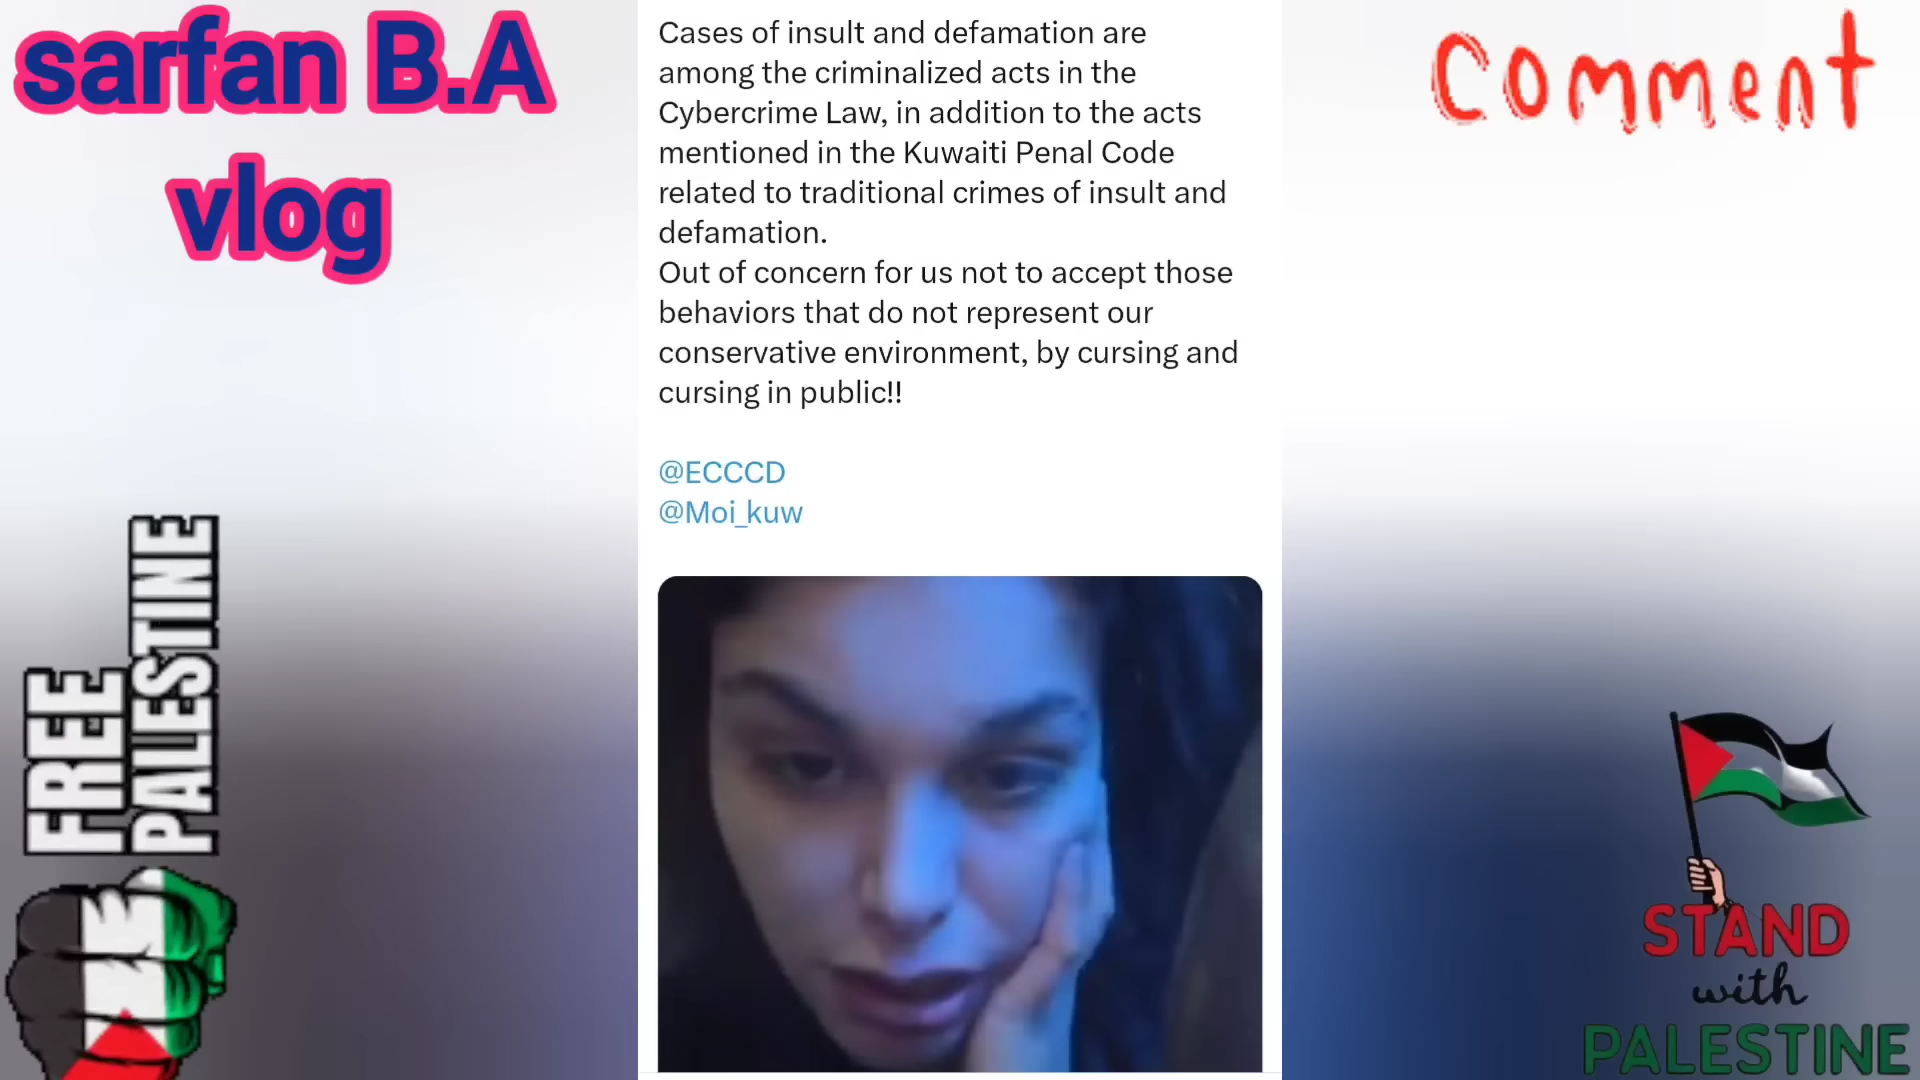 sarfan B.A
vlog
Cases of insult and defamation are
among the criminalized acts in the
Cybercrime Law, in addition to the acts
mentioned in the Kuwaiti Penal Code
related to traditional crimes of insult and
defamation.
Out of concern for us not to accept those
behaviors that do not represent our
conservative environment, by cursing and
cursing in public!!
@ECCCD
@Moi_kuw
comment
FREE
PALESTINE
STAND
with
PALESTINE